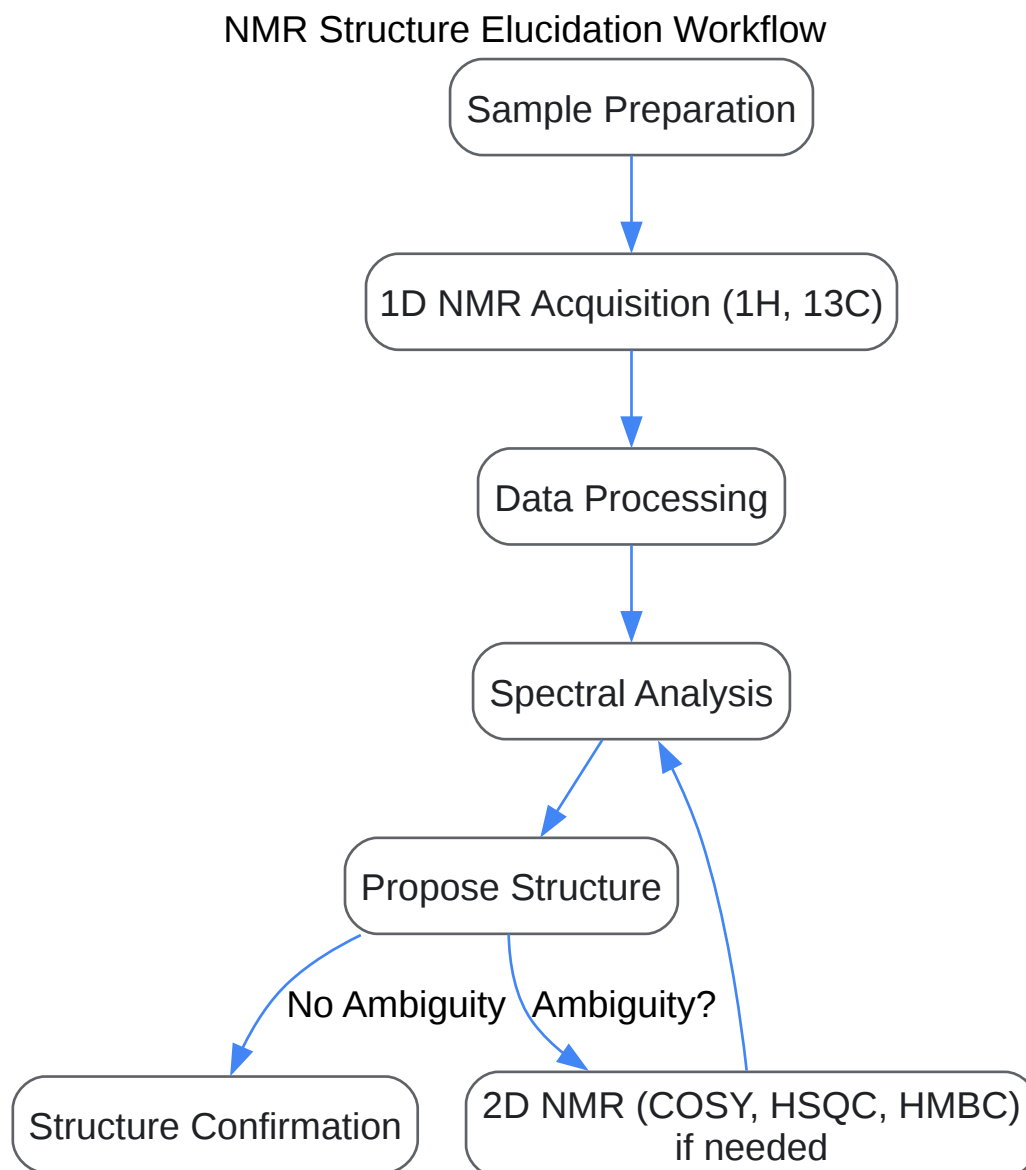 NMR Structure Elucidation Workflow
Sample Preparation
1D NMR Acquisition (1H, 13C)
Data Processing
Spectral Analysis
Propose Structure
No Ambiguity
Ambiguity?
Structure Confirmation
2D NMR (COSY, HSQC, HMBC)
if needed